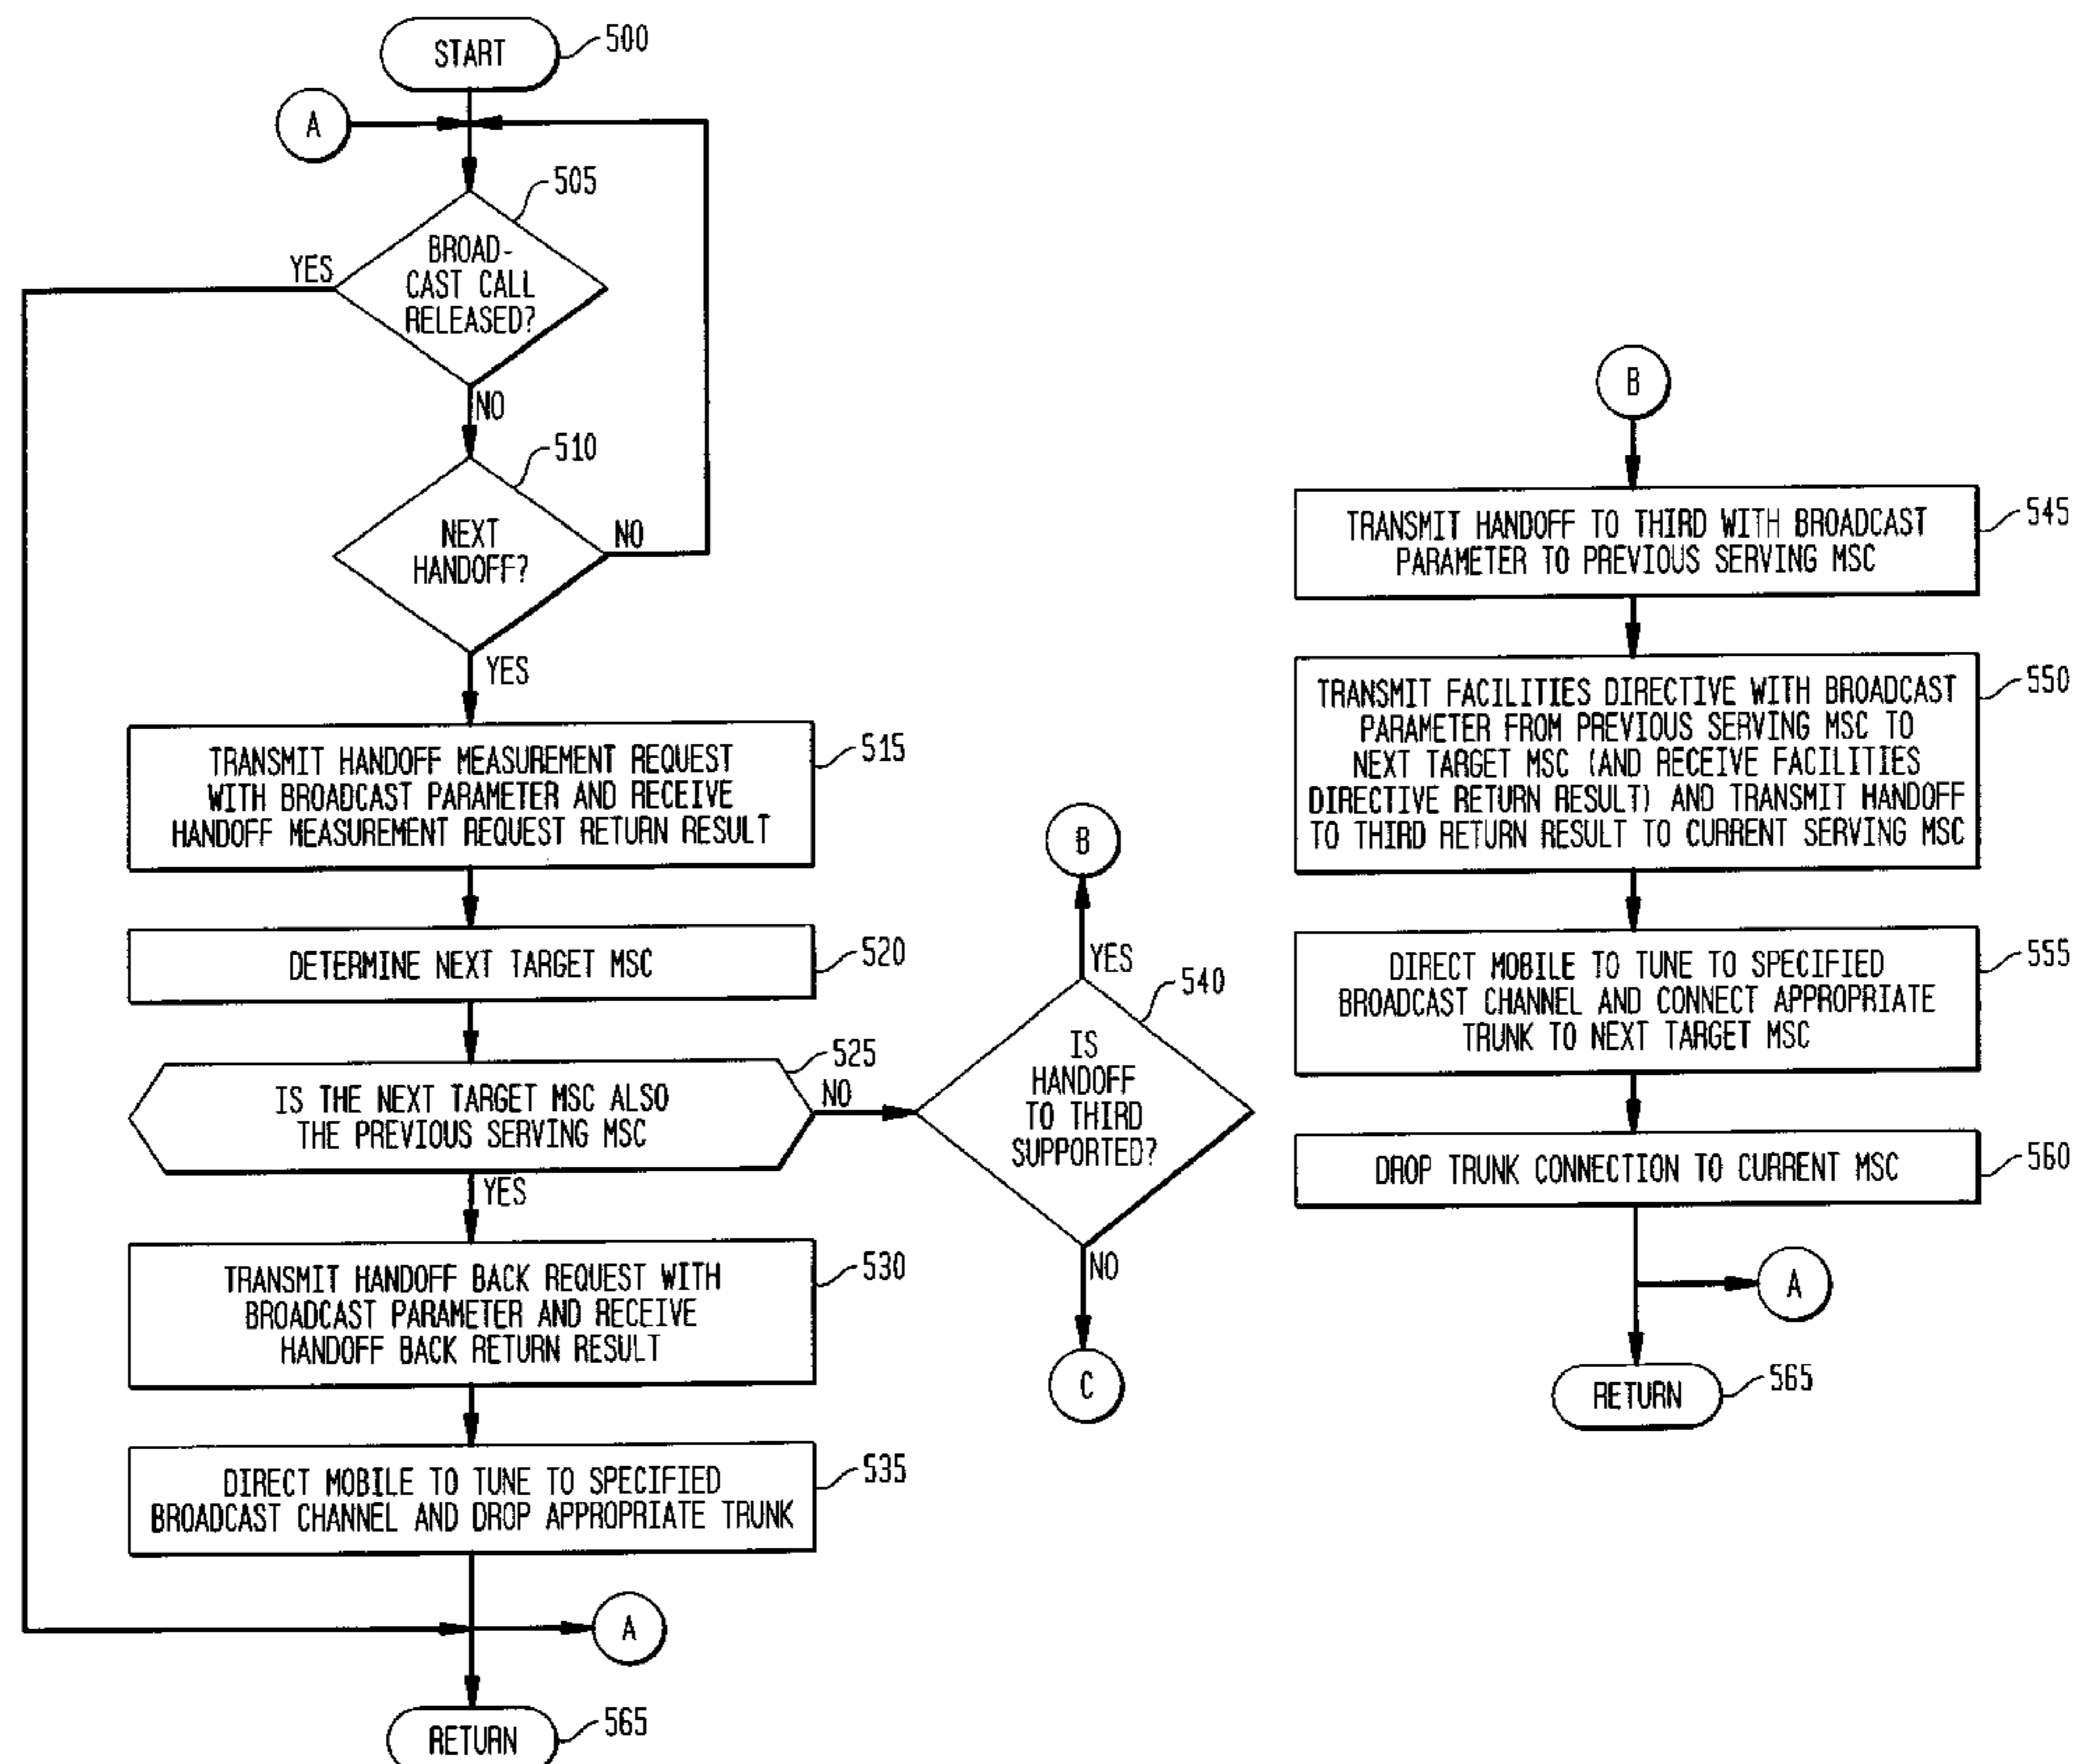 START
500
A
505
BROAD-
CAST CALL
RELEASED?
YES
NO
510
NEXT
HANDOFF?
NO
YES
TRANSMIT HANDOFF MEASUREMENT REQUEST
WITH BROADCAST PARAMETER AND RECEIVE
HANDOFF MEASUREMENT REQUEST RETURN RESULT
515
DETERMINE NEXT TARGET MSC
520
IS THE NEXT TARGET MSC ALSO
THE PREVIOUS SERVING MSC
525
NO
YES
TRANSMIT HANDOFF BACK REQUEST WITH
BROADCAST PARAMETER AND RECEIVE
HANDOFF BACK RETURN RESULT
530
DIRECT MOBILE TO TUNE TO SPECIFIED
BROADCAST CHANNEL AND DROP APPROPRIATE TRUNK
535
A
RETURN
565
B
YES
540
IS
HANDOFF
TO THIRD
SUPPORTED?
NO
C
B
TRANSMIT HANDOFF TO THIRD WITH BROADCAST
PARAMETER TO PREVIOUS SERVING MSC
545
TRANSMIT FACILITIES DIRECTIVE WITH BROADCAST
PARAMETER FROM PREVIOUS SERVING MSC TO
NEXT TARGET MSC (AND RECEIVE FACILITIES
DIRECTIVE RETURN RESULT) AND TRANSMIT HANDOFF
TO THIRD RETURN RESULT TO CURRENT SERVING MSC
550
DIRECT MOBILE TO TUNE TO SPECIFIED
BROADCAST CHANNEL AND CONNECT APPROPRIATE
TRUNK TO NEXT TARGET MSC
555
DROP TRUNK CONNECTION TO CURRENT MSC
560
A
RETURN
565